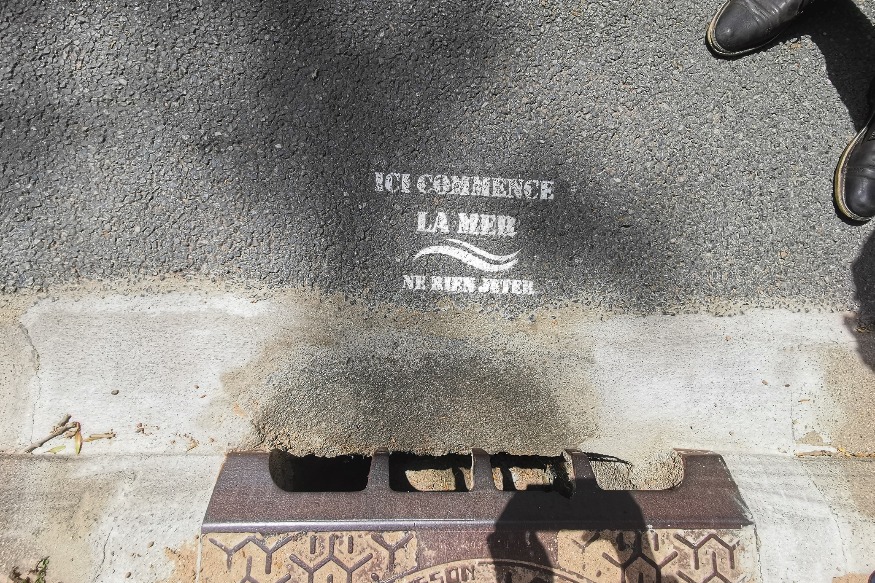 ICI COMMENCE
LA MER
NE RIEN JETER